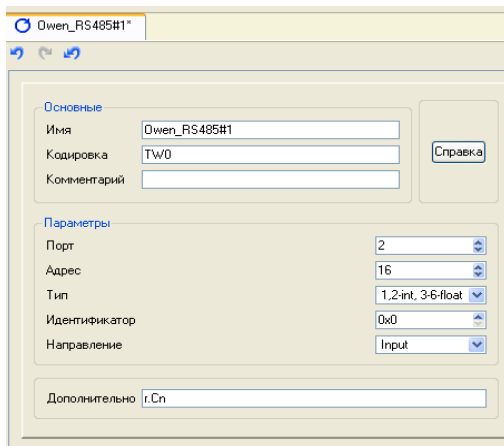 Owen_RS485#1*
Основные
Имя Owen_RS485#1
Кодировка TW0
Комментарий
Справка
Параметры
Порт 2
Адрес 16
Тип 1,2-int, 3-6-float
Идентификатор 0x0
Направление Input
Дополнительно r.Cn